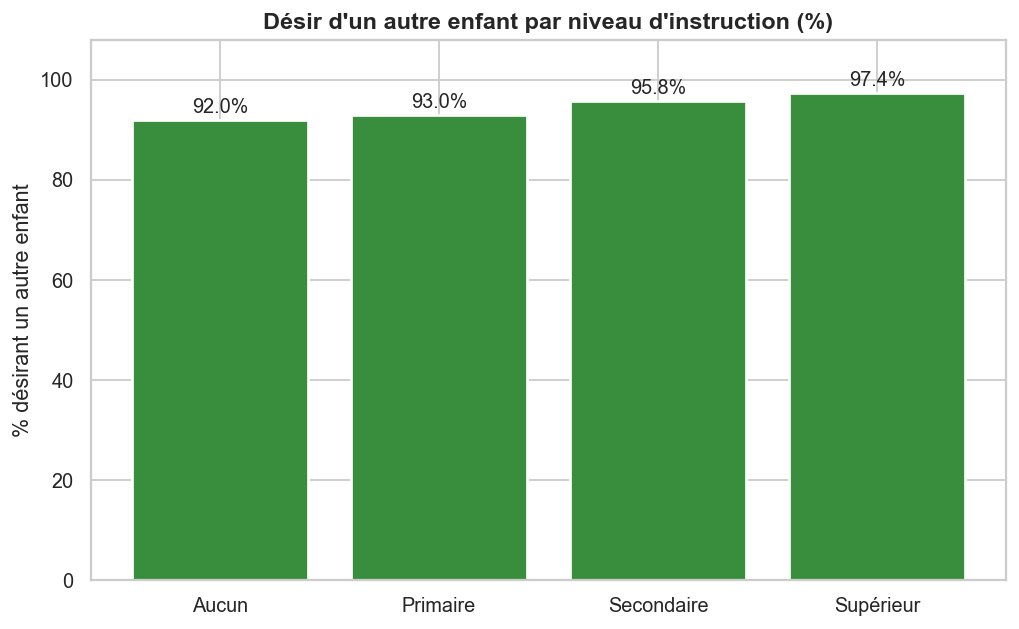 Désir d'un autre enfant par niveau d'instruction (%)
% désirant un autre enfant
100
80
60
40
20
0
92.0%
93.0%
95.8%
97.4%
Aucun
Primaire
Secondaire
Supérieur